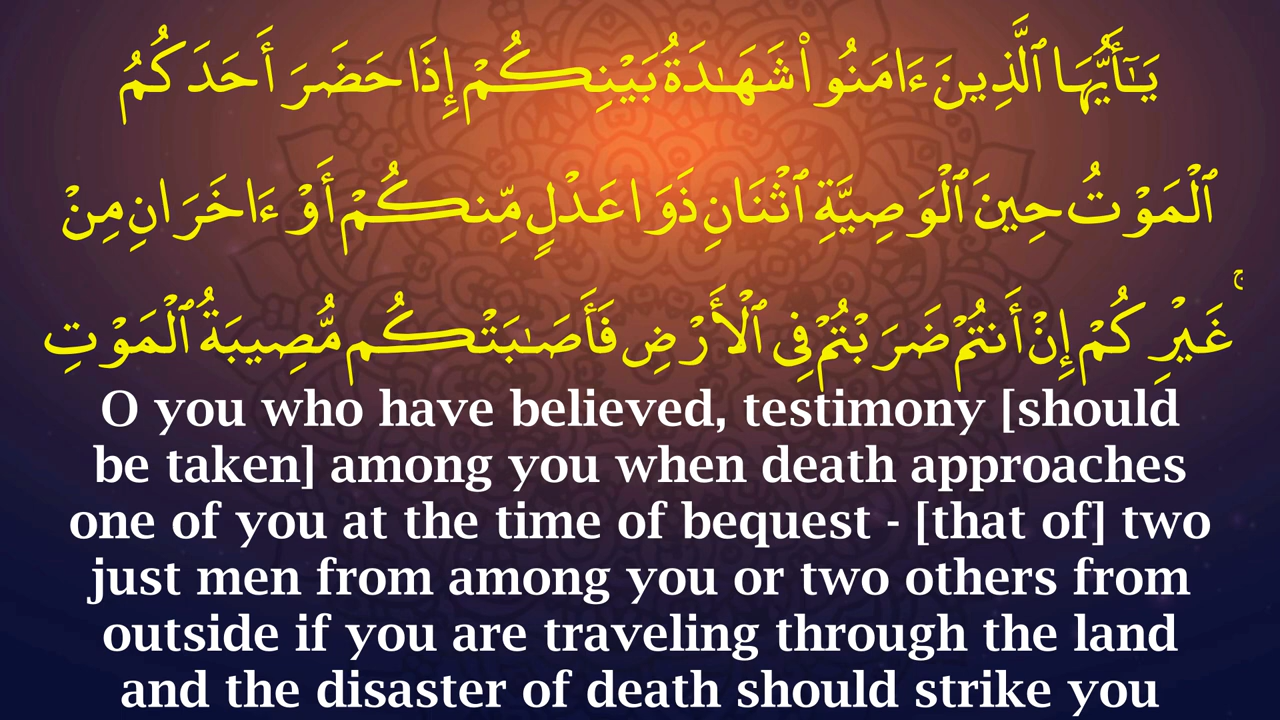 يَـٰٓأَيُّهَا ٱلَّذِينَ ءَامَنُوا۟ شَهَـٰدَةُ بَيْنِكُمْ إِذَا حَضَرَ أَحَدَكُمُ
ٱلْمَوْتُ حِينَ ٱلْوَصِيَّةِ ٱثْنَانِ ذَوَا عَدْلٍ مِّنكُمْ أَوْ ءَاخَرَانِ مِنْ
غَيْرِكُمْ إِنْ أَنتُمْ ضَرَبْتُمْ فِى ٱلْأَرْضِ فَأَصَـٰبَتْكُم مُّصِيبَةُ ٱلْمَوْتِ ۚ
O you who have believed, testimony [should
be taken] among you when death approaches
one of you at the time of bequest - [that of] two
just men from among you or two others from
outside if you are traveling through the land
and the disaster of death should strike you